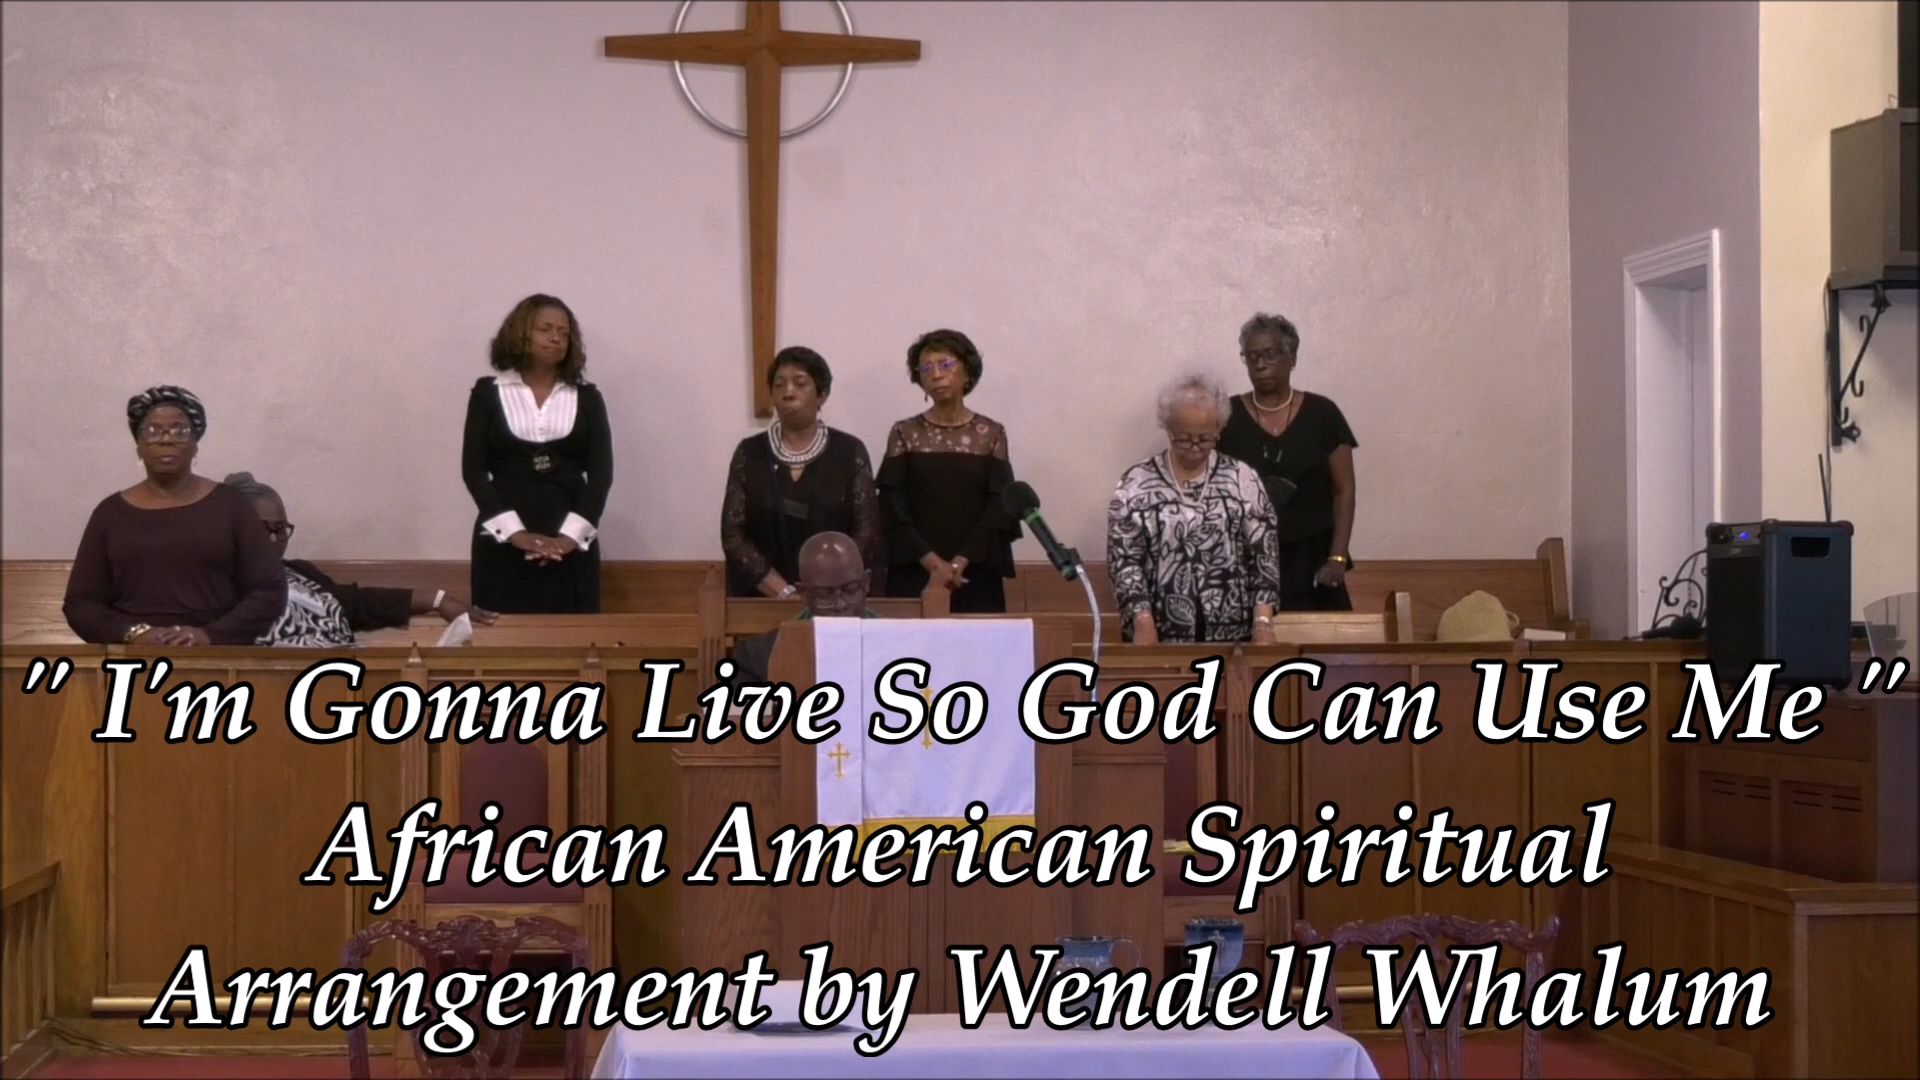 " I'm Gonna Live So God Can Use Me "
African American Spiritual
Arrangement by Wendell Whalum